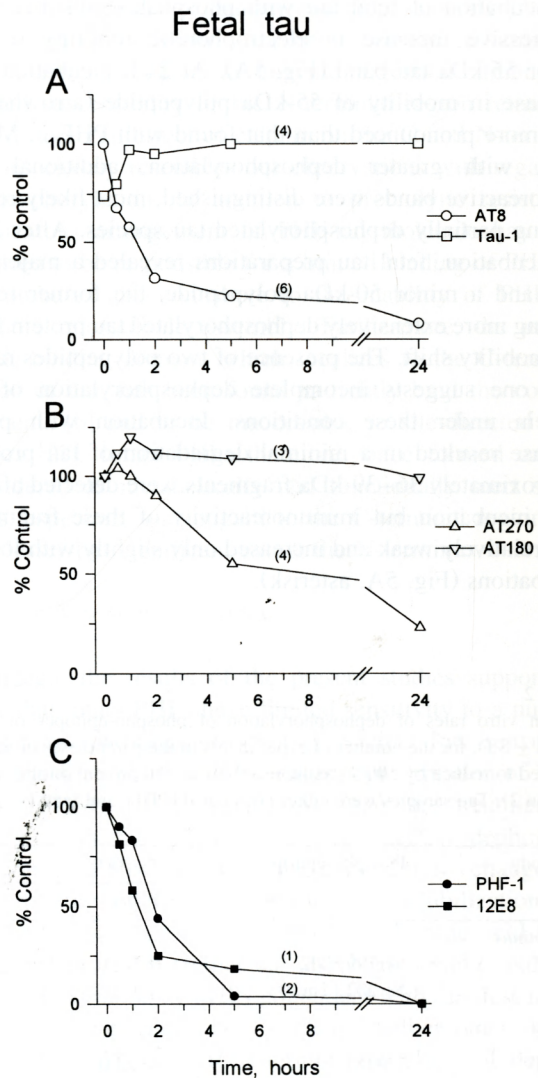 Fetal tau
A
% Control
100
50
0
(4)
(6)
AT8
Tau-1
0
2
4
6
8
24
B
% Control
100
50
0
(3)
(4)
AT270
AT180
0
2
4
6
8
24
C
% Control
100
50
0
(1)
(2)
PHF-1
12E8
0
2
4
6
8
24
Time, hours